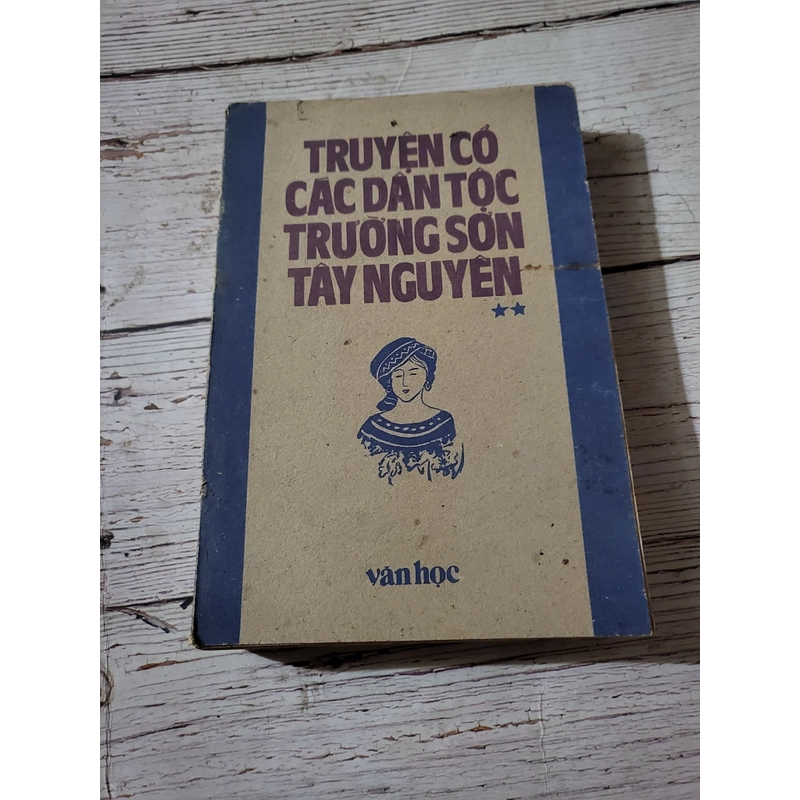 TRUYỆN CỔ
CÁC DÂN TỘC
TRƯỜNG SƠN
TÂY NGUYÊN
★★
văn học